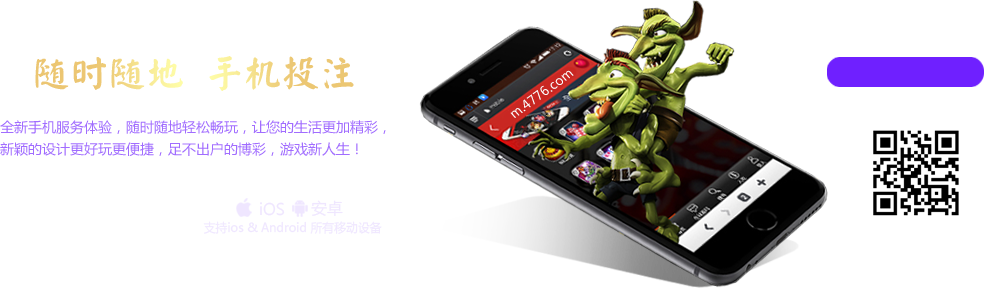 随时随地 手机投注
全新手机服务体验，随时随地轻松畅玩，让您的生活更加精彩，
新颖的设计更好玩更便捷，足不出户的博彩，游戏新人生！
iOS 安卓
支持ios & Android 所有移动设备
m.4776.com